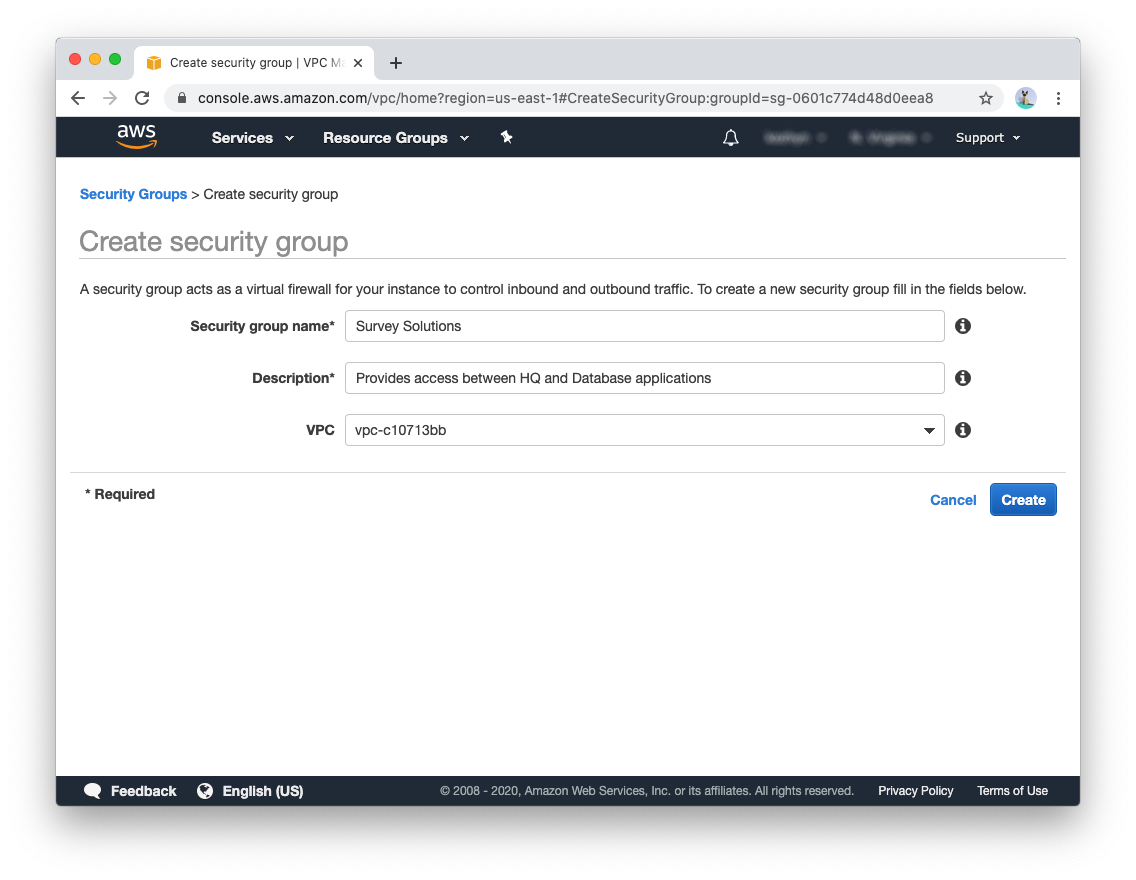 Create security group | VPC Ma
console.aws.amazon.com/vpc/home?region=us-east-1#CreateSecurityGroup:groupId=sg-0601c774d48d0eea8
aws Services Resource Groups Support
Security Groups > Create security group
Create security group
A security group acts as a virtual firewall for your instance to control inbound and outbound traffic. To create a new security group fill in the fields below.
Security group name* Survey Solutions
Description* Provides access between HQ and Database applications
VPC vpc-c10713bb
* Required
Cancel Create
Feedback English (US) © 2008 - 2020, Amazon Web Services, Inc. or its affiliates. All rights reserved. Privacy Policy Terms of Use